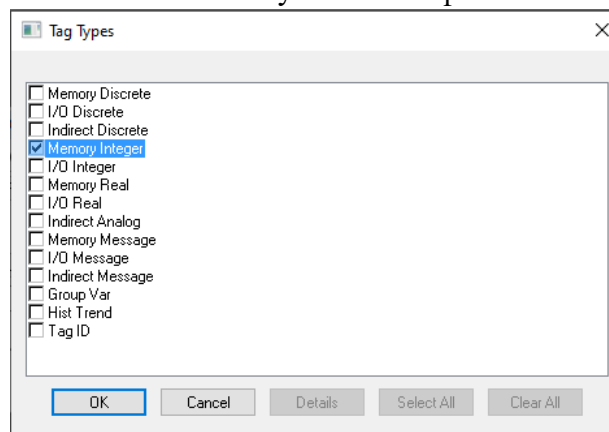 Tag Types
Memory Discrete
I/O Discrete
Indirect Discrete
Memory Integer
I/O Integer
Memory Real
I/O Real
Indirect Analog
Memory Message
I/O Message
Indirect Message
Group Var
Hist Trend
Tag ID
OK Cancel Details Select All Clear All